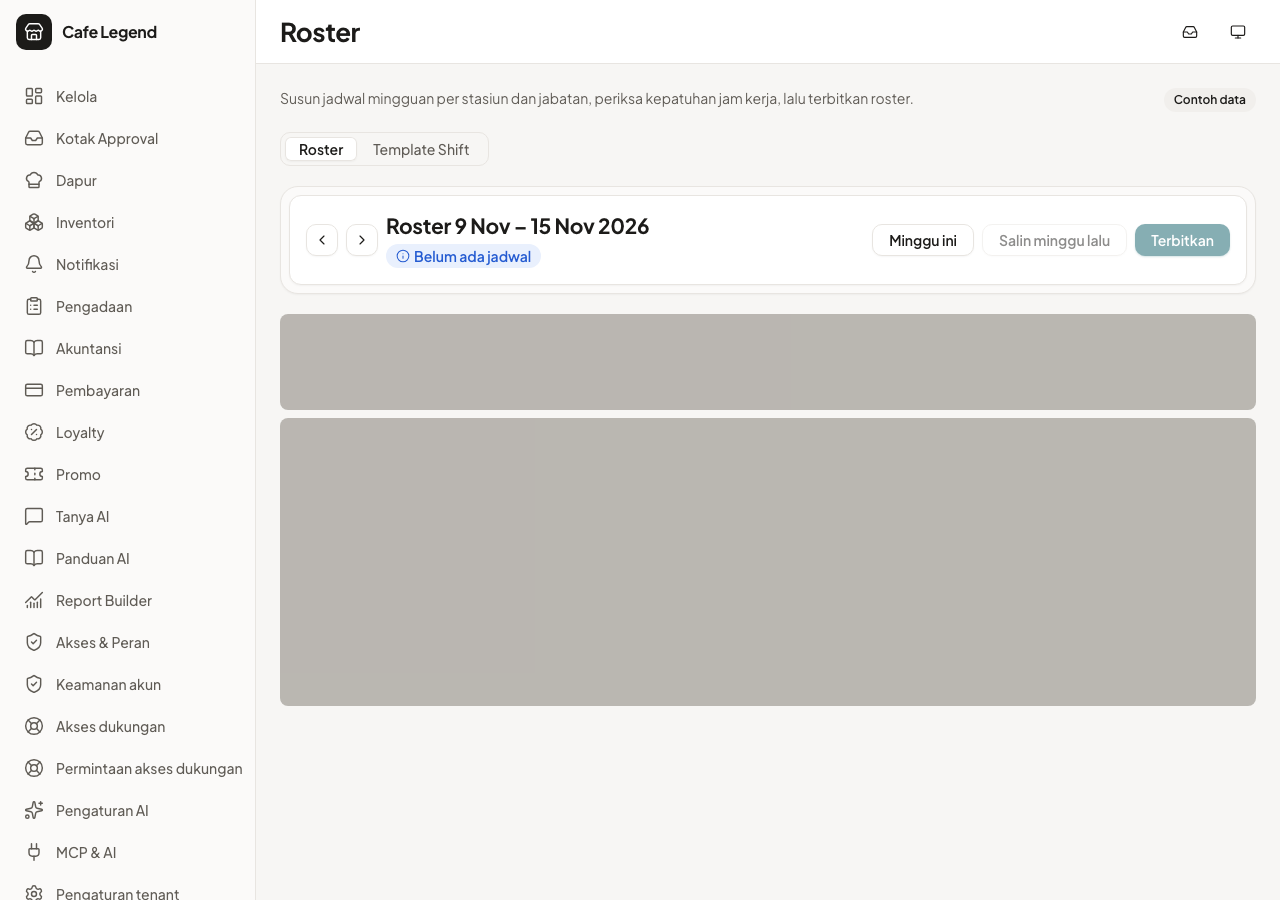 Cafe Legend
Roster
Kelola
Kotak Approval
Dapur
Inventori
Notifikasi
Pengadaan
Akuntansi
Pembayaran
Loyalty
Promo
Tanya AI
Panduan AI
Report Builder
Akses & Peran
Keamanan akun
Akses dukungan
Permintaan akses dukungan
Pengaturan AI
MCP & AI
Pengaturan tenant
Susun jadwal mingguan per stasiun dan jabatan, periksa kepatuhan jam kerja, lalu terbitkan roster.
Contoh data
Roster
Template Shift
Roster 9 Nov – 15 Nov 2026
Belum ada jadwal
Minggu ini
Salin minggu lalu
Terbitkan